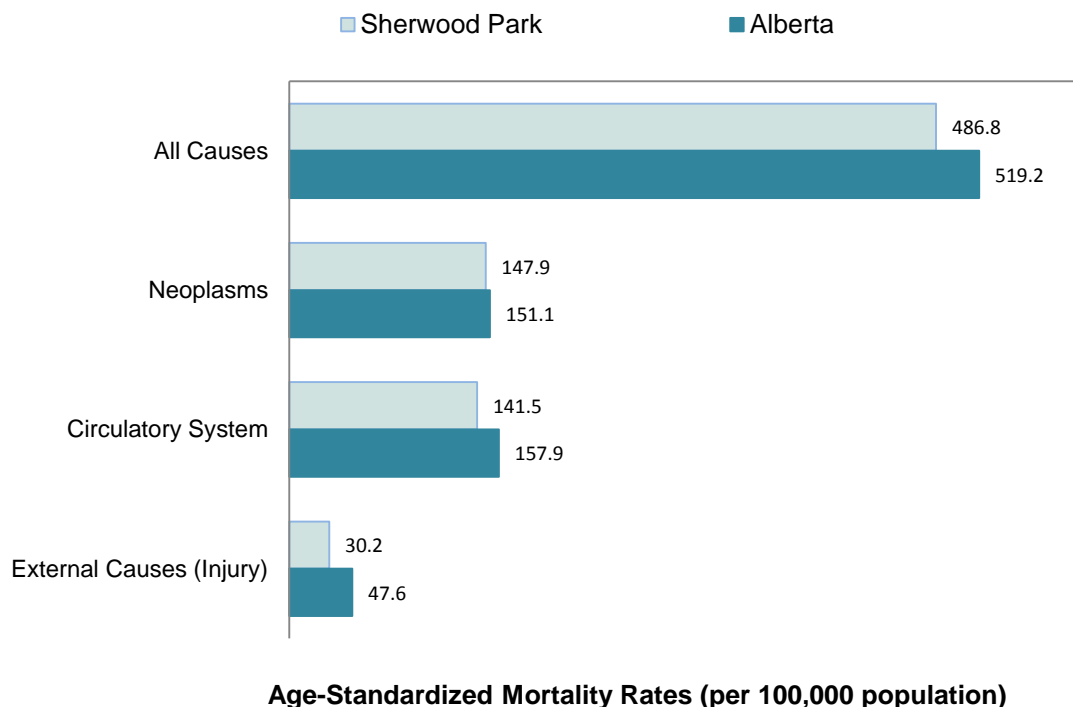 Sherwood Park
Alberta
All Causes
486.8
519.2
Neoplasms
147.9
151.1
Circulatory System
141.5
157.9
External Causes (Injury)
30.2
47.6
Age-Standardized Mortality Rates (per 100,000 population)